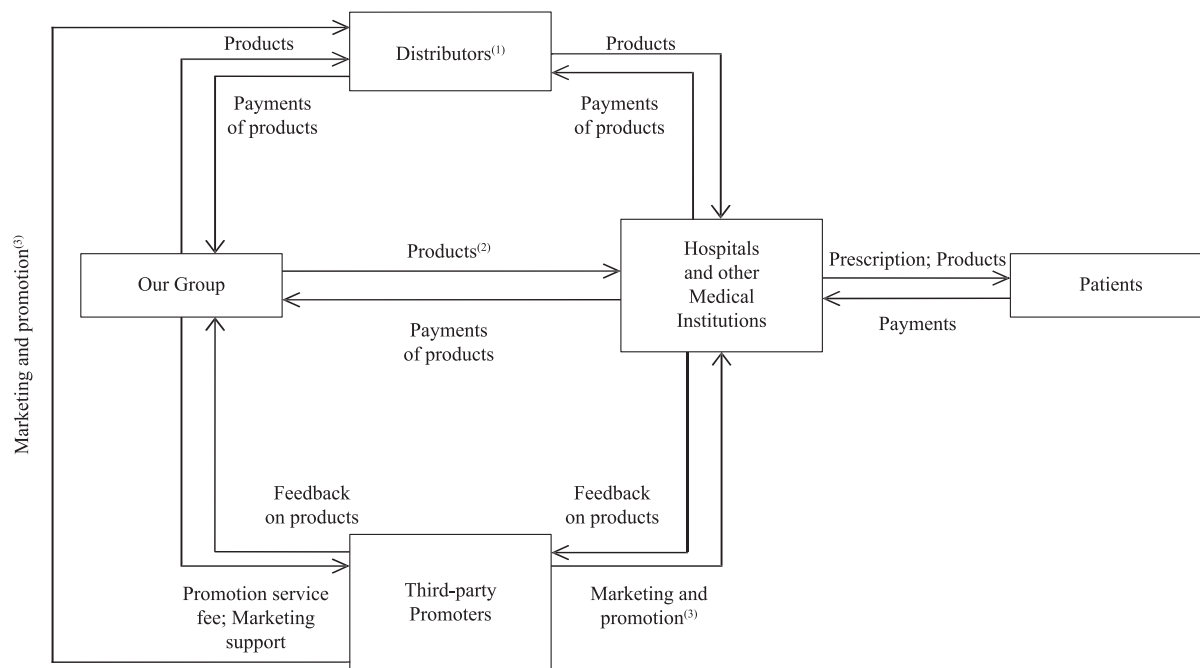 Products
Distributors(1)
Products
Payments
of products
Payments
of products
Marketing and promotion(3)
Our Group
Products(2)
Payments
of products
Hospitals
and other
Medical
Institutions
Prescription; Products
Payments
Patients
Feedback
on products
Feedback
on products
Promotion service
fee; Marketing
support
Third-party
Promoters
Marketing and
promotion(3)